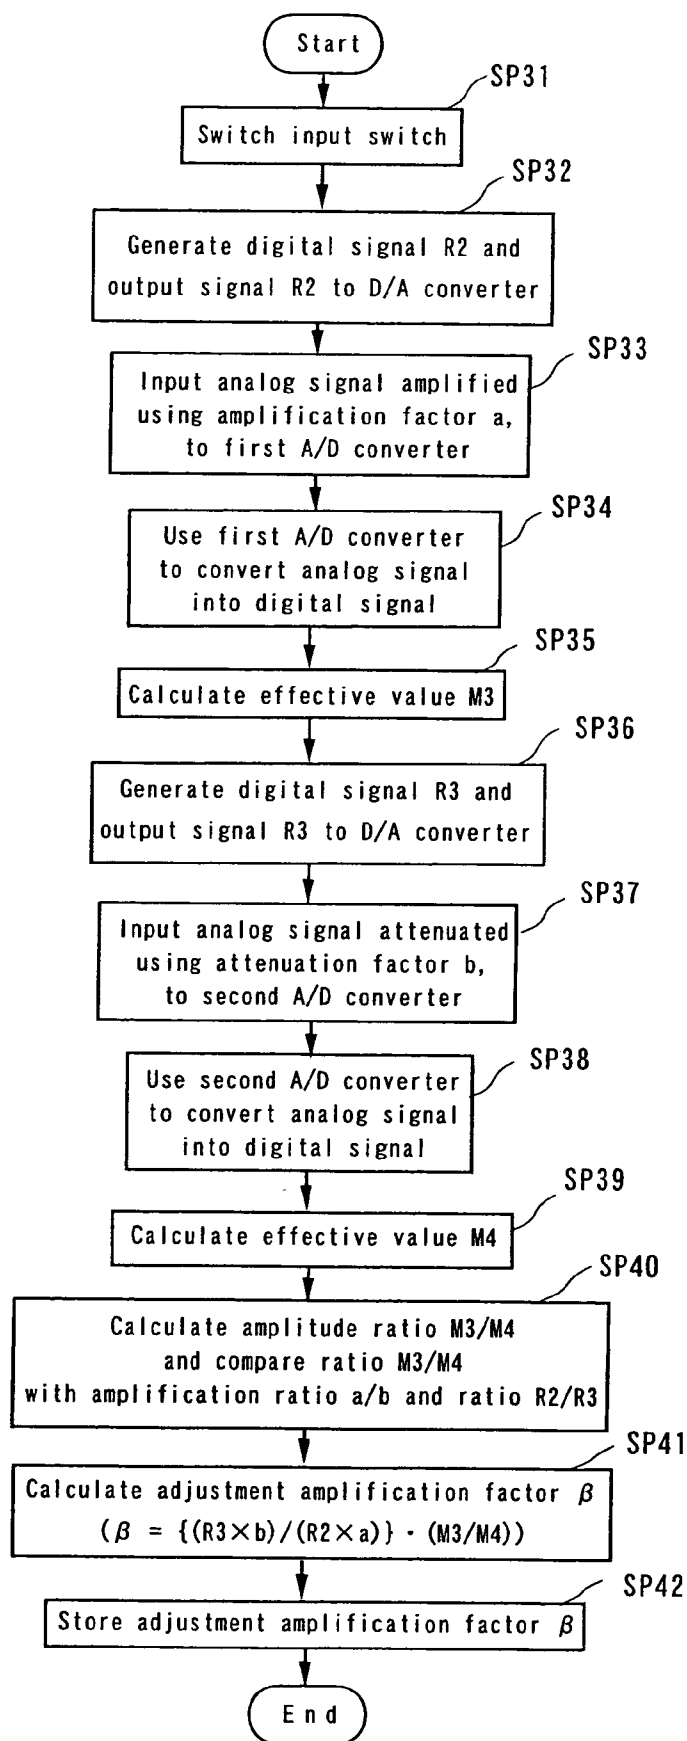 Start
SP31
Switch input switch
SP32
Generate digital signal R2 and
output signal R2 to D/A converter
SP33
Input analog signal amplified
using amplification factor a,
to first A/D converter
SP34
Use first A/D converter
to convert analog signal
into digital signal
SP35
Calculate effective value M3
SP36
Generate digital signal R3 and
output signal R3 to D/A converter
SP37
Input analog signal attenuated
using attenuation factor b,
to second A/D converter
SP38
Use second A/D converter
to convert analog signal
into digital signal
SP39
Calculate effective value M4
SP40
Calculate amplitude ratio M3/M4
and compare ratio M3/M4
with amplification ratio a/b and ratio R2/R3
SP41
Calculate adjustment amplification factor β
(β = {(R3×b)/(R2×a)}・(M3/M4))
SP42
Store adjustment amplification factor β
End